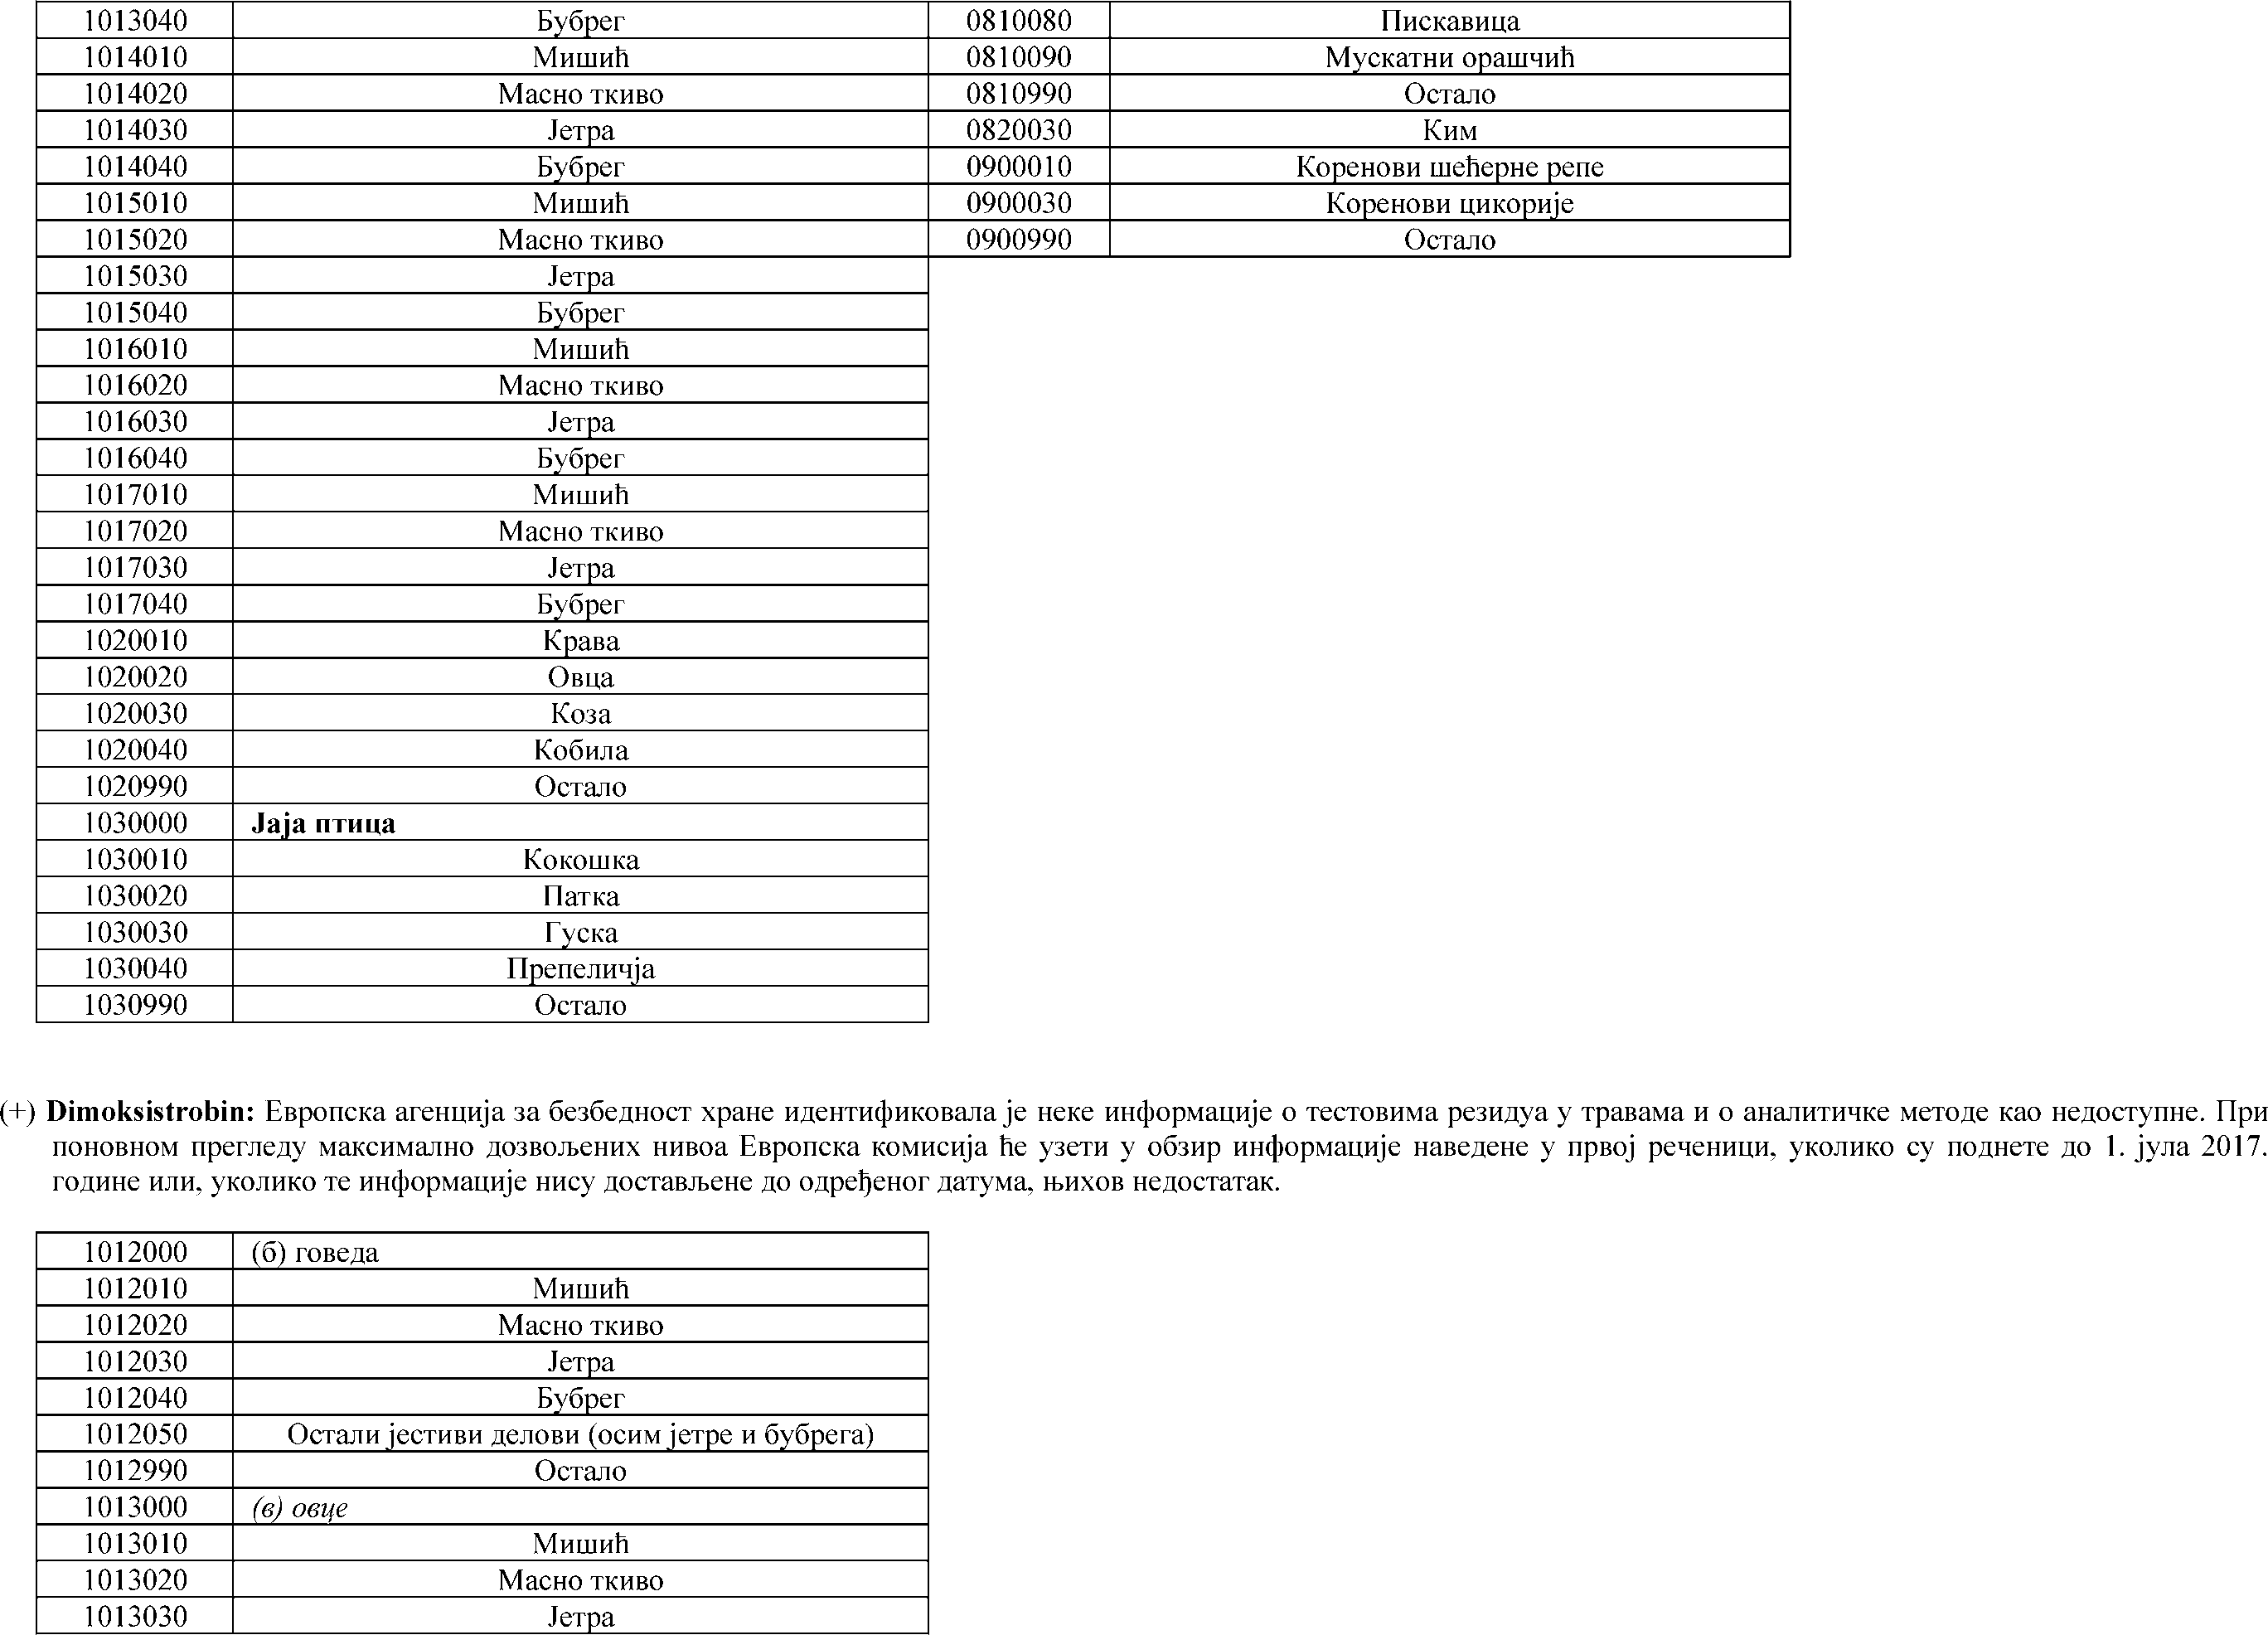 1013040 Бубрег 0810080 Пискавица
1014010 Мишић 0810090 Мускатни орашчић
1014020 Масно ткиво 0810990 Остало
1014030 Јетра 0820030 Ким
1014040 Бубрег 0900010 Коренови шећерне репе
1015010 Мишић 0900030 Коренови цикорије
1015020 Масно ткиво 0900990 Остало
1015030 Јетра
1015040 Бубрег
1016010 Мишић
1016020 Масно ткиво
1016030 Јетра
1016040 Бубрег
1017010 Мишић
1017020 Масно ткиво
1017030 Јетра
1017040 Бубрег
1020010 Крава
1020020 Овца
1020030 Коза
1020040 Кобила
1020990 Остало
1030000 Јаја птица
1030010 Кокошка
1030020 Патка
1030030 Гуска
1030040 Препеличја
1030990 Остало
(+) Dimoksistrobin: Европска агенција за безбедност хране идентификовала је неке информације о тестовима резидуа у травама и о аналитичке методе као недоступне. При
поновном прегледу максимално дозвољених нивоа Европска комисија ће узети у обзир информације наведене у првој реченици, уколико су поднете до 1. јула 2017.
године или, уколико те информације нису достављене до одређеног датума, њихов недостатак.
1012000 (б) говеда
1012010 Мишић
1012020 Масно ткиво
1012030 Јетра
1012040 Бубрег
1012050 Остали јестиви делови (осим јетре и бубрега)
1012990 Остало
1013000 (в) овце
1013010 Мишић
1013020 Масно ткиво
1013030 Јетра